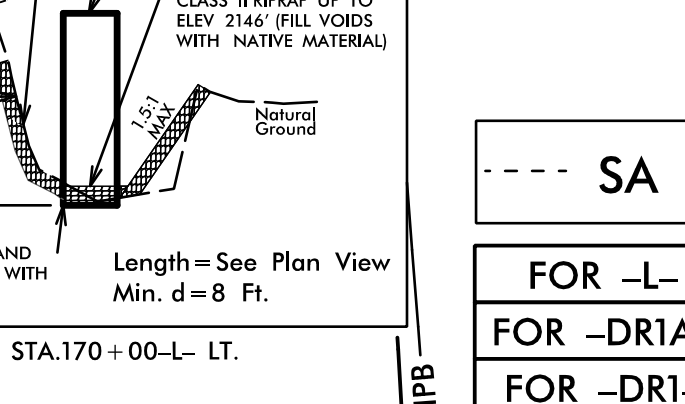 CLASS II RIPRAP UP TO
ELEV 2146' (FILL VOIDS
WITH NATIVE MATERIAL)
1.5:1
MAX
Natural
Ground
SA
AND
WITH
Length = See Plan View
Min. d = 8 Ft.
FOR –L–
FOR –DR1A
FOR –DR1–
STA.170+00–L– LT.